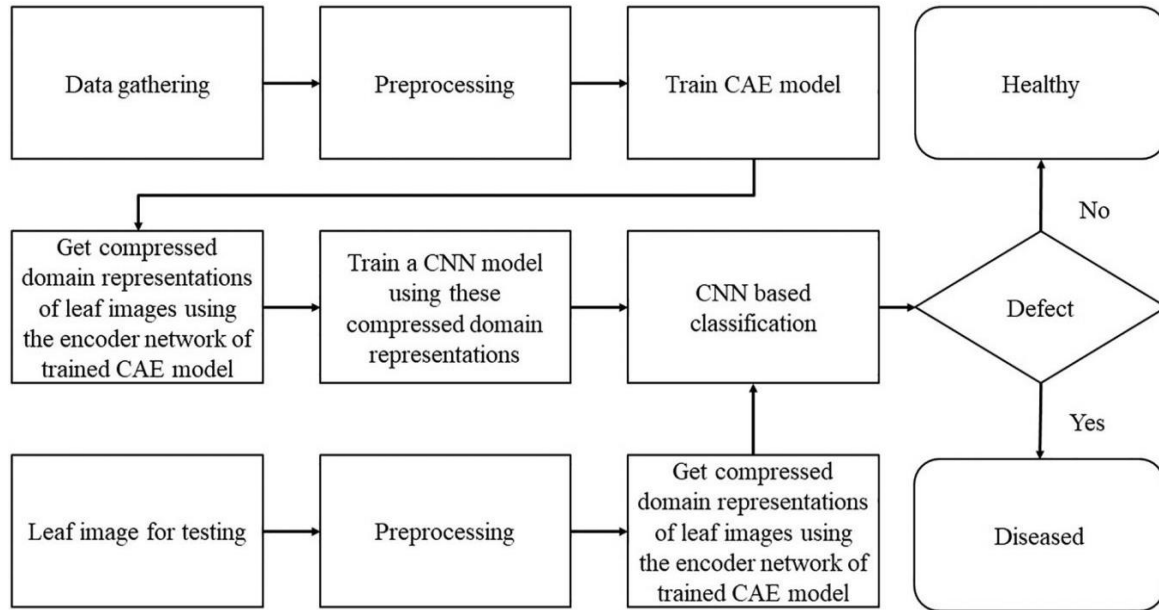 Data gathering
Preprocessing
Train CAE model
Healthy
No
Get compressed
domain representations
of leaf images using
the encoder network of
trained CAE model
Train a CNN model
using these
compressed domain
representations
CNN based
classification
Defect
Yes
Leaf image for testing
Preprocessing
Get compressed
domain representations
of leaf images using
the encoder network of
trained CAE model
Diseased